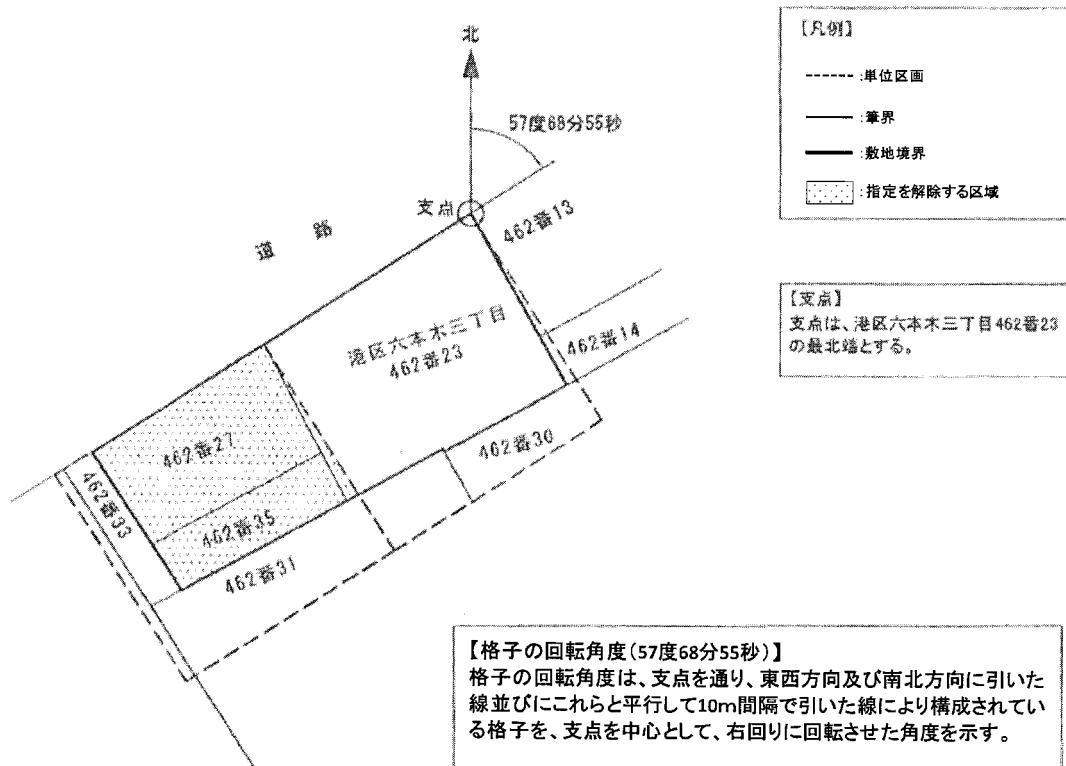 北
57度68分55秒
支点
道 路
462番13
港区六本木三丁目
462番23
462番14
462番27
462番30
462番33
462番35
462番31
【凡例】
:単位区画
:筆界
:敷地境界
:指定を解除する区域
【支点】
支点は、港区六本木三丁目462番23
の最北端とする。
【格子の回転角度(57度68分55秒)】
格子の回転角度は、支点を通り、東西方向及び南北方向に引いた
線並びにこれらと平行して10m間隔で引いた線により構成されてい
る格子を、支点を中心として、右回りに回転させた角度を示す。